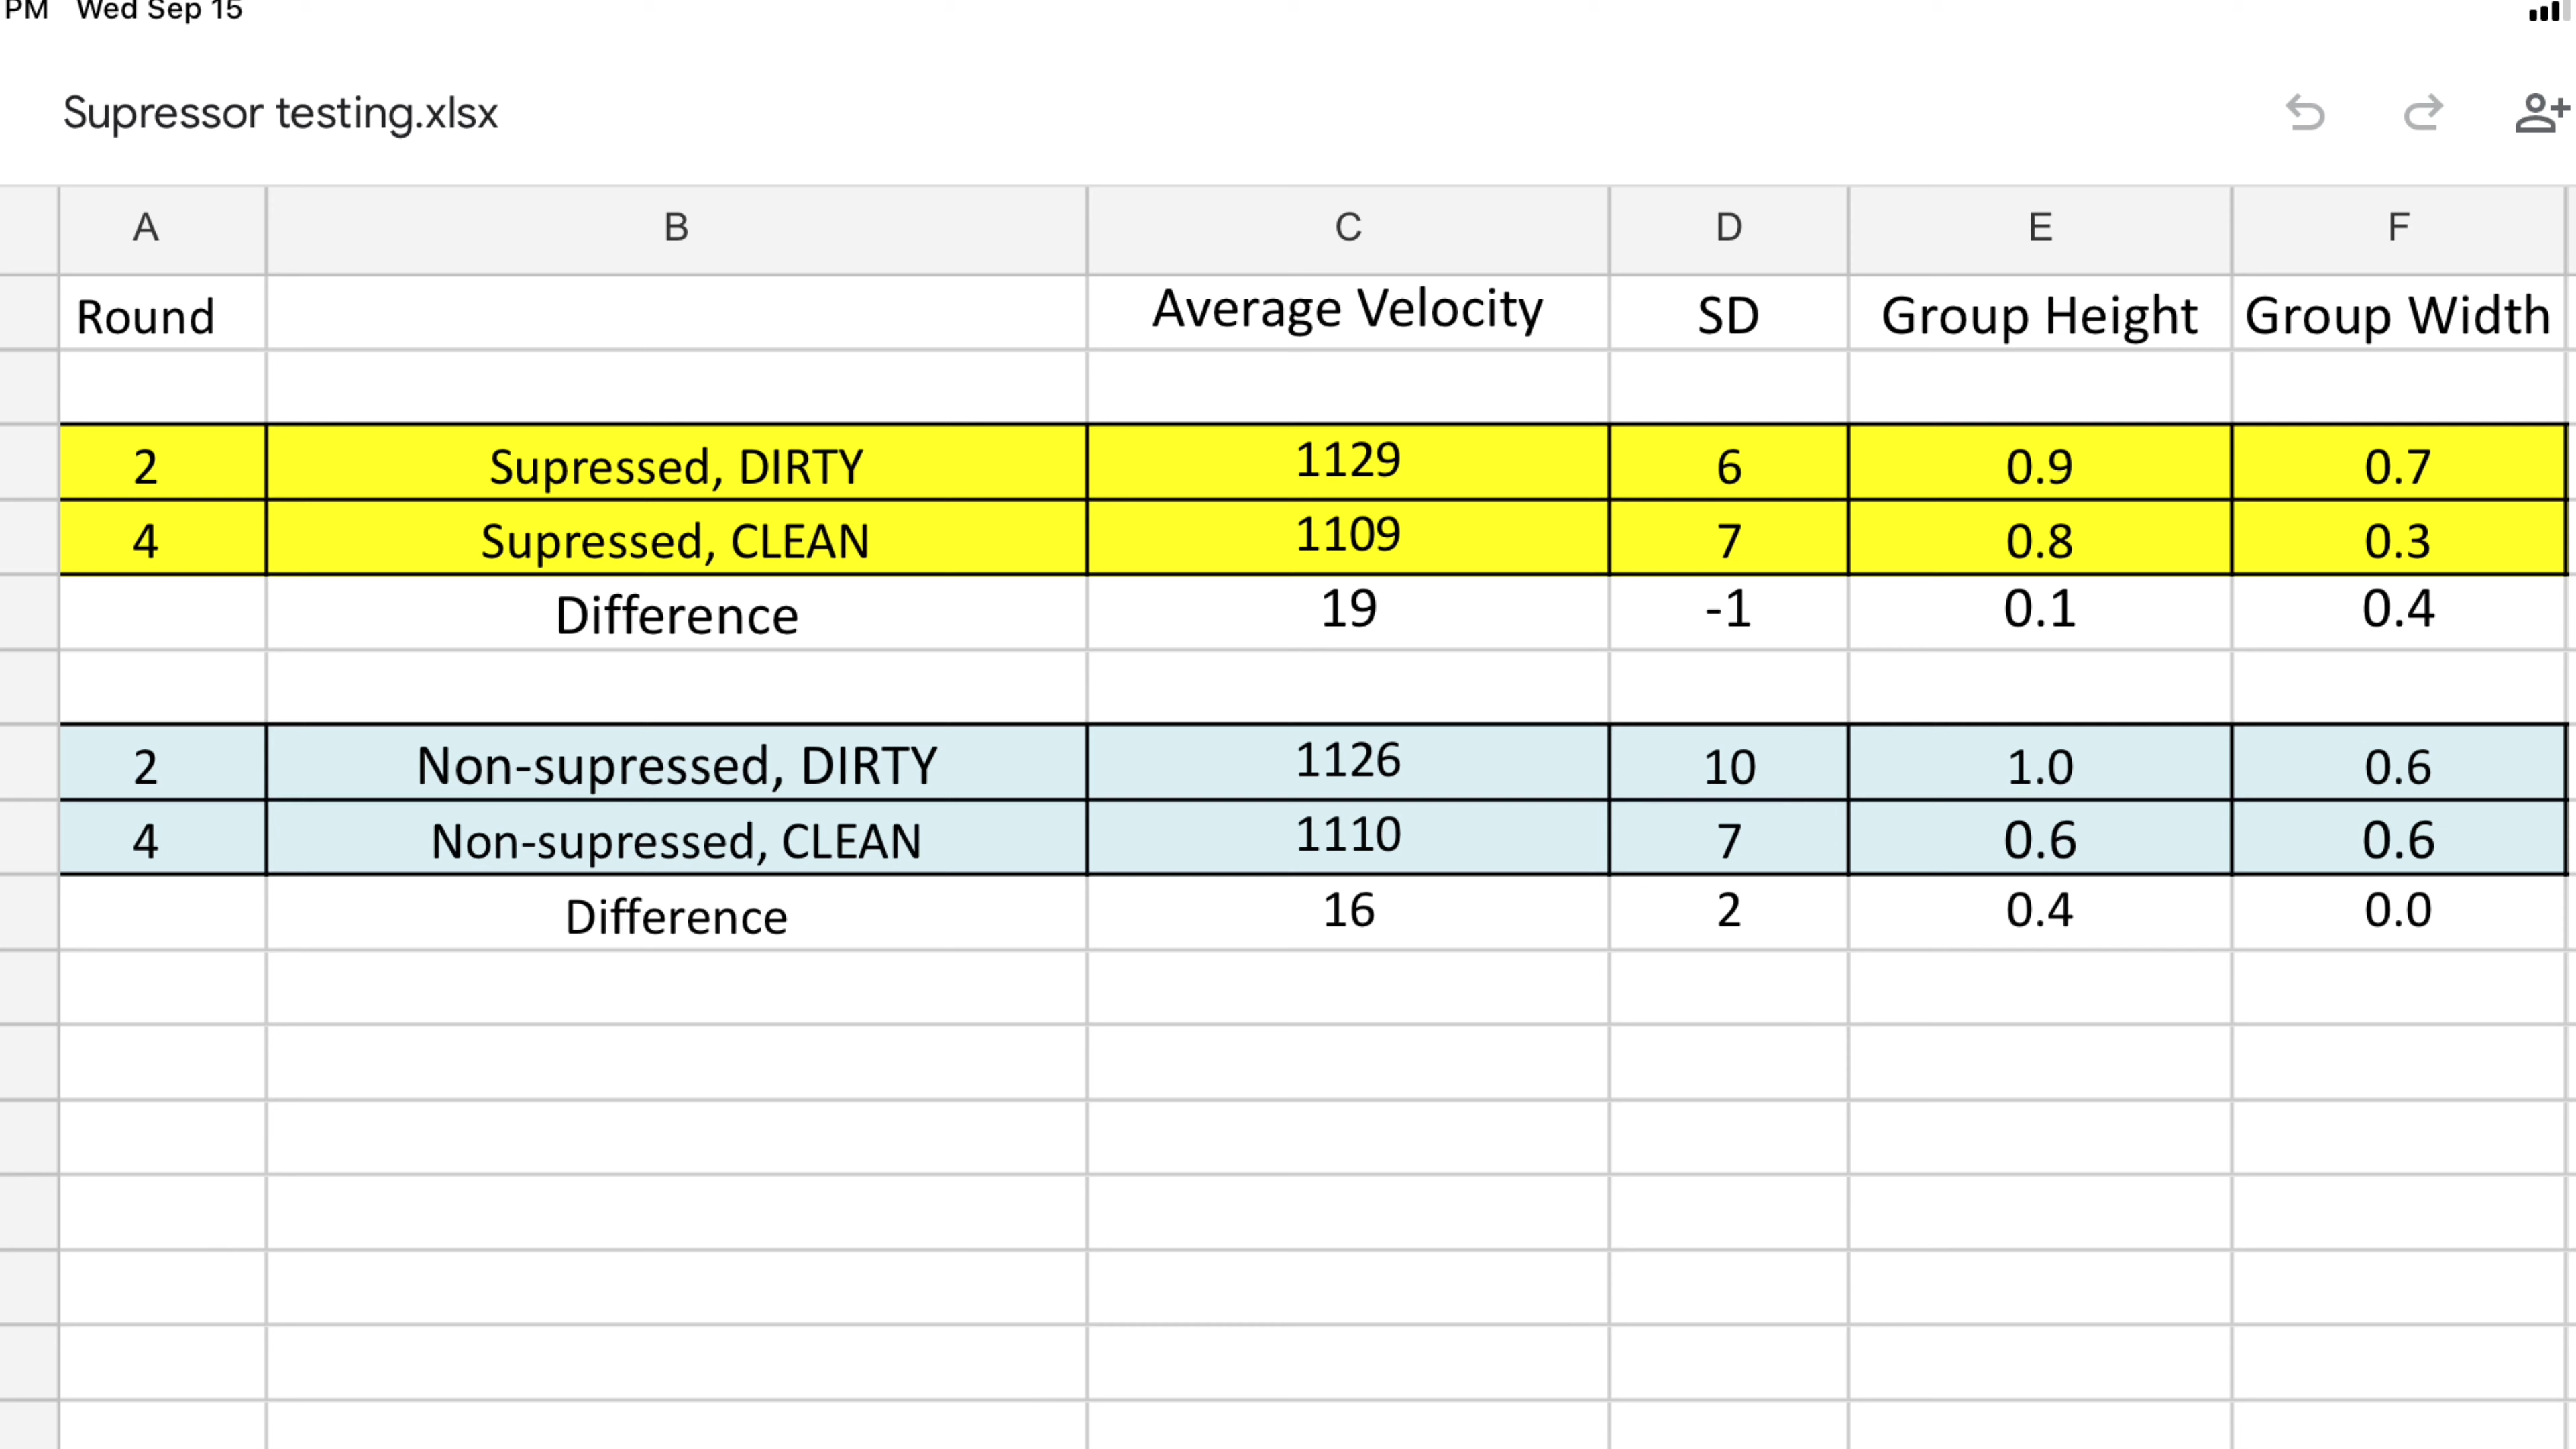 PM Wed Sep 15
Supressor testing.xlsx
A B C D E F
Round Average Velocity SD Group Height Group Width
2 Supressed, DIRTY 1129 6 0.9 0.7
4 Supressed, CLEAN 1109 7 0.8 0.3
Difference 19 -1 0.1 0.4
2 Non-supressed, DIRTY 1126 10 1.0 0.6
4 Non-supressed, CLEAN 1110 7 0.6 0.6
Difference 16 2 0.4 0.0